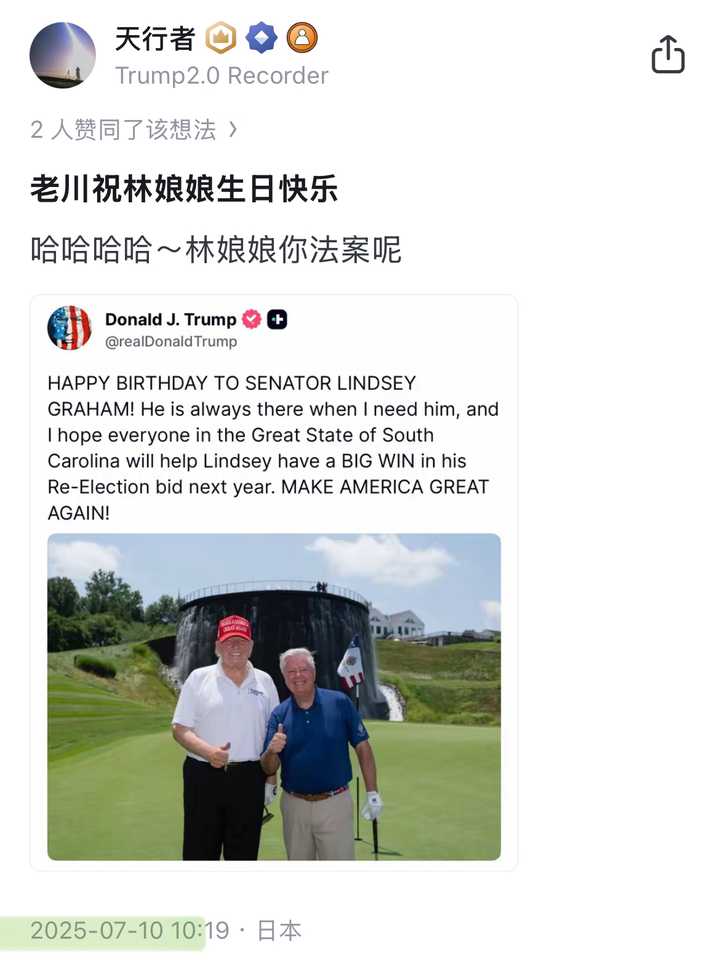 天行者
Trump2.0 Recorder
2 人赞同了该想法 〉
老川祝林娘娘生日快乐
哈哈哈哈～林娘娘你法案呢
Donald J. Trump
@realDonaldTrump
HAPPY BIRTHDAY TO SENATOR LINDSEY
GRAHAM! He is always there when I need him, and
I hope everyone in the Great State of South
Carolina will help Lindsey have a BIG WIN in his
Re-Election bid next year. MAKE AMERICA GREAT
AGAIN!
2025-07-10 10:19 · 日本